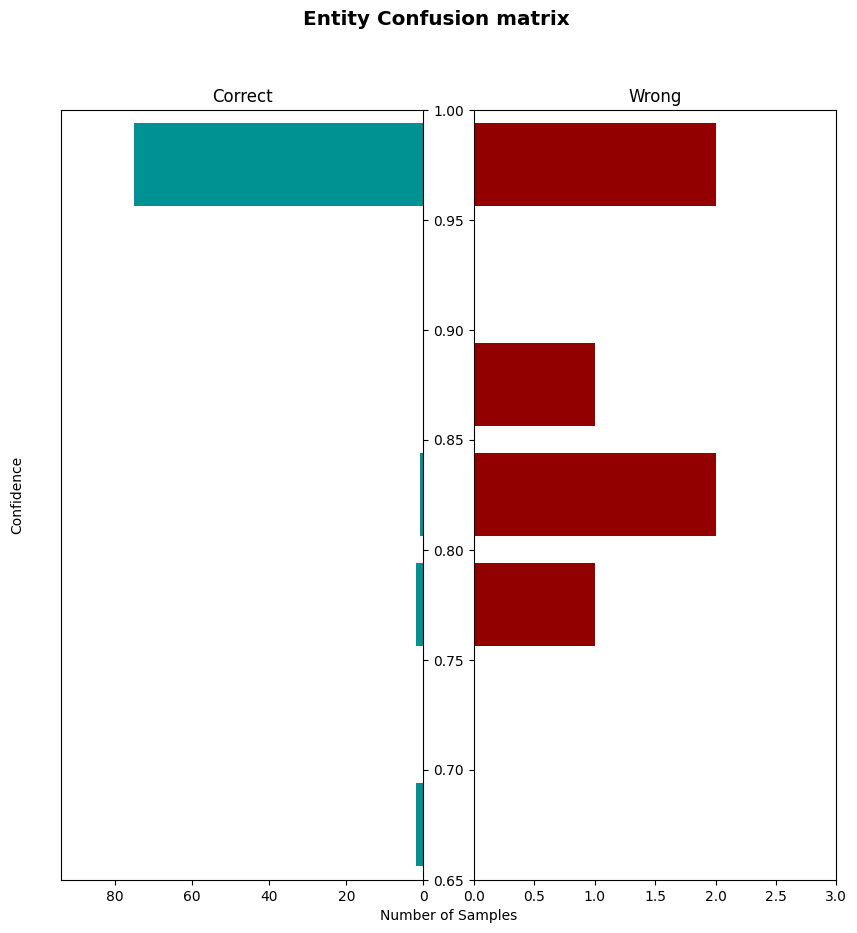 Entity Confusion matrix
Correct
Wrong
1.00
0.95
0.90
0.85
0.80
0.75
0.70
0.65
Confidence
80 60 40 20 0
0.0 0.5 1.0 1.5 2.0 2.5 3.0
Number of Samples